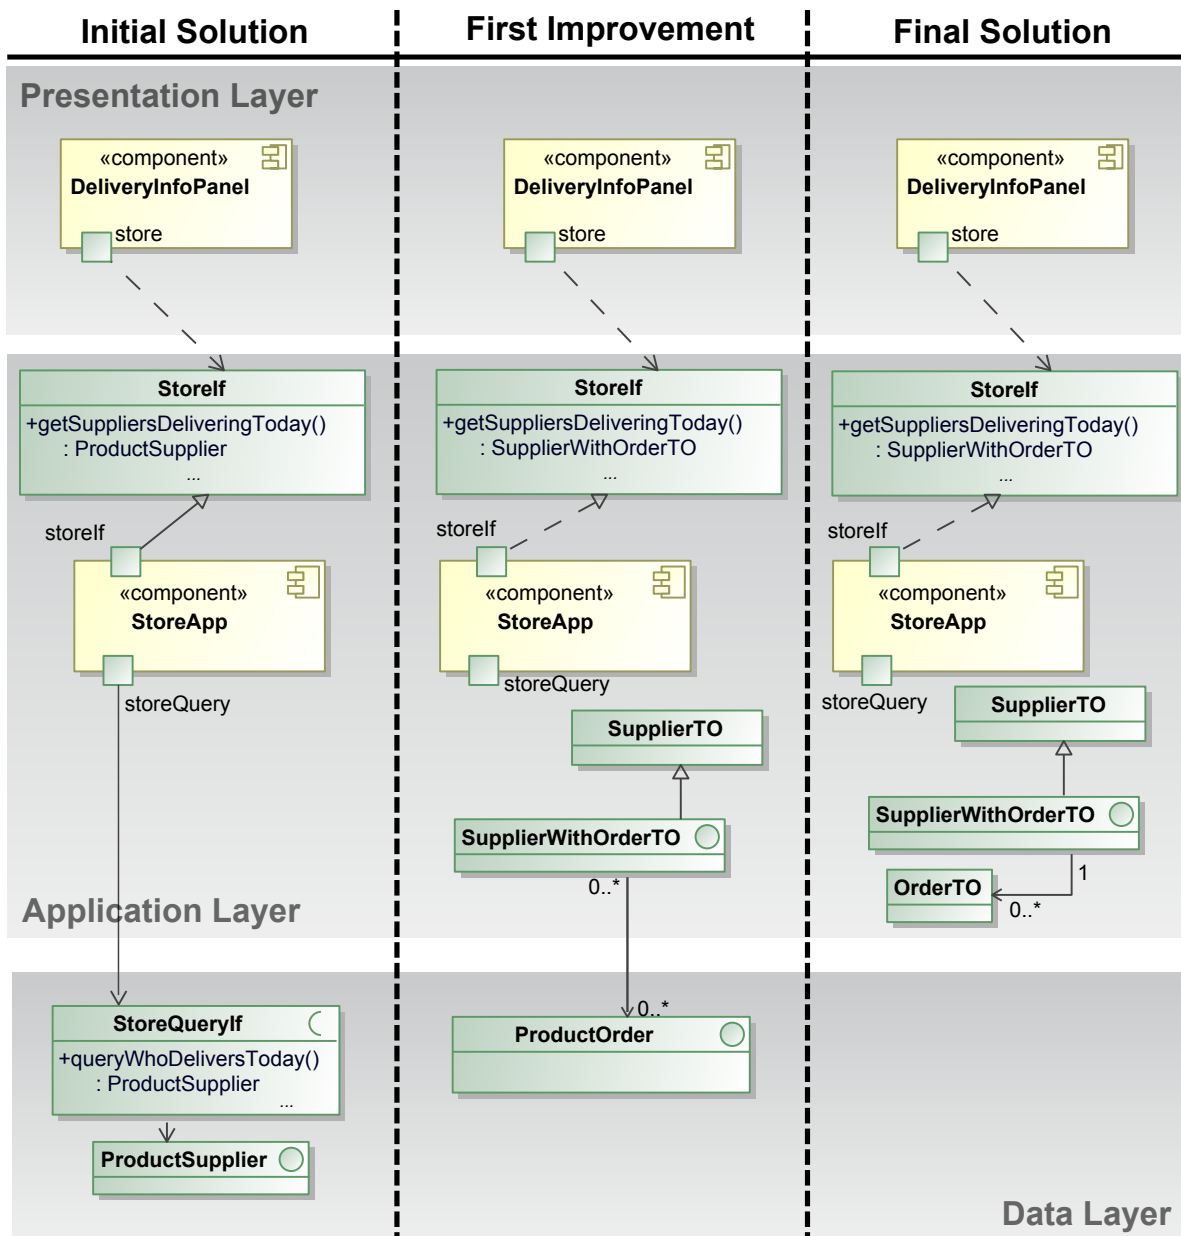 Initial Solution
First Improvement
Final Solution
Presentation Layer
«component»
DeliveryInfoPanel
store
«component»
DeliveryInfoPanel
store
«component»
DeliveryInfoPanel
store
StoreIf
+getSuppliersDeliveringToday()
: ProductSupplier
...
StoreIf
+getSuppliersDeliveringToday()
: SupplierWithOrderTO
...
StoreIf
+getSuppliersDeliveringToday()
: SupplierWithOrderTO
...
storeIf
«component»
StoreApp
storeQuery
storeIf
«component»
StoreApp
storeQuery
storeIf
«component»
StoreApp
storeQuery
SupplierTO
SupplierWithOrderTO
0..*
SupplierTO
SupplierWithOrderTO
1
OrderTO
0..*
Application Layer
StoreQueryIf
+queryWhoDeliversToday()
: ProductSupplier
...
ProductSupplier
0..*
ProductOrder
Data Layer